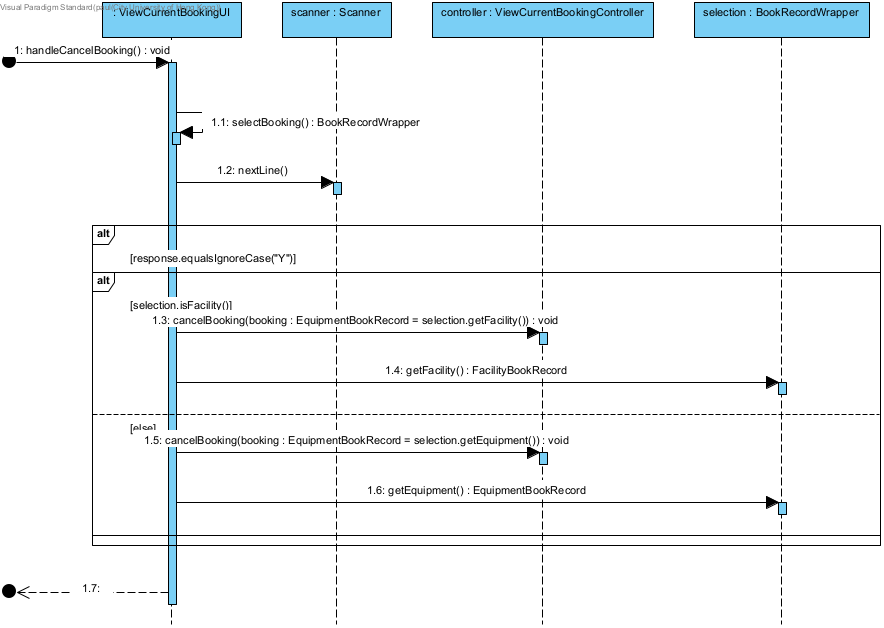 Visual Paradigm Standard(
: ViewCurrentBookingUI
scanner : Scanner
controller : ViewCurrentBookingController
selection : BookRecordWrapper
1: handleCancelBooking() : void
1.1: selectBooking() : BookRecordWrapper
1.2: nextLine()
alt
[response.equalsIgnoreCase("Y")]
alt
[selection.isFacility()]
1.3: cancelBooking(booking : EquipmentBookRecord = selection.getFacility()) : void
1.4: getFacility() : FacilityBookRecord
[else]
1.5: cancelBooking(booking : EquipmentBookRecord = selection.getEquipment()) : void
1.6: getEquipment() : EquipmentBookRecord
1.7: